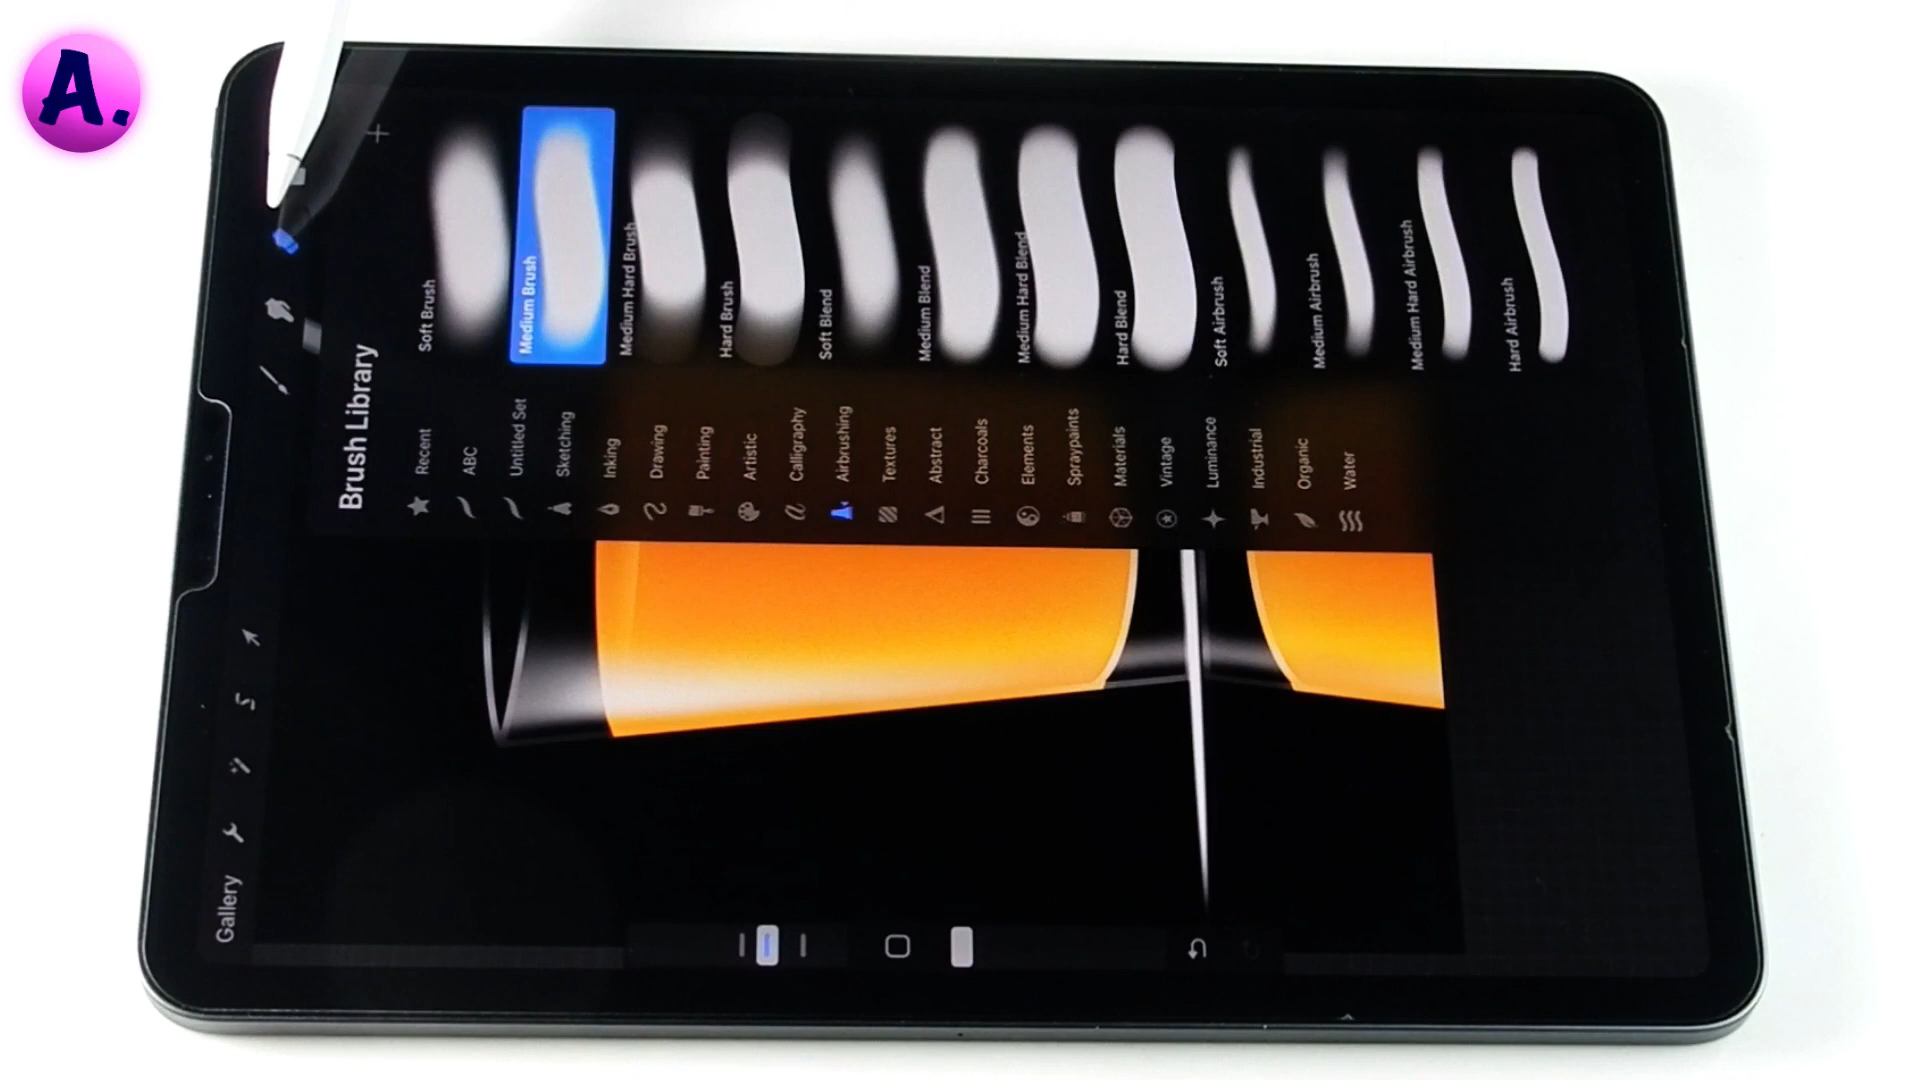 A.
Gallery
Brush Library
Recent
ABC
Untitled Set
Sketching
Inking
Drawing
Painting
Artistic
Calligraphy
Airbrushing
Textures
Abstract
Charcoals
Elements
Spraypaints
Materials
Vintage
Luminance
Industrial
Organic
Water
Soft Brush
Medium Brush
Medium Hard Brush
Hard Brush
Soft Blend
Medium Blend
Medium Hard Blend
Hard Blend
Soft Airbrush
Medium Airbrush
Medium Hard Airbrush
Hard Airbrush